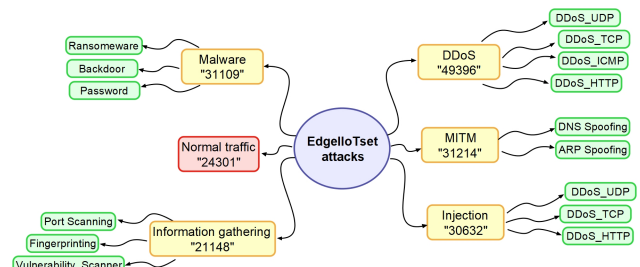 Ransomeware
Backdoor
Password
Malware
"31109"
DDoS
"49396"
DDoS_UDP
DDoS_TCP
DDoS_ICMP
DDoS_HTTP
Normal traffic
"24301"
EdgeIIoTset
attacks
MITM
"31214"
DNS Spoofing
ARP Spoofing
Port Scanning
Fingerprinting
Vulnerability_Scanner
Information gathering
"21148"
Injection
"30632"
DDoS_UDP
DDoS_TCP
DDoS_HTTP